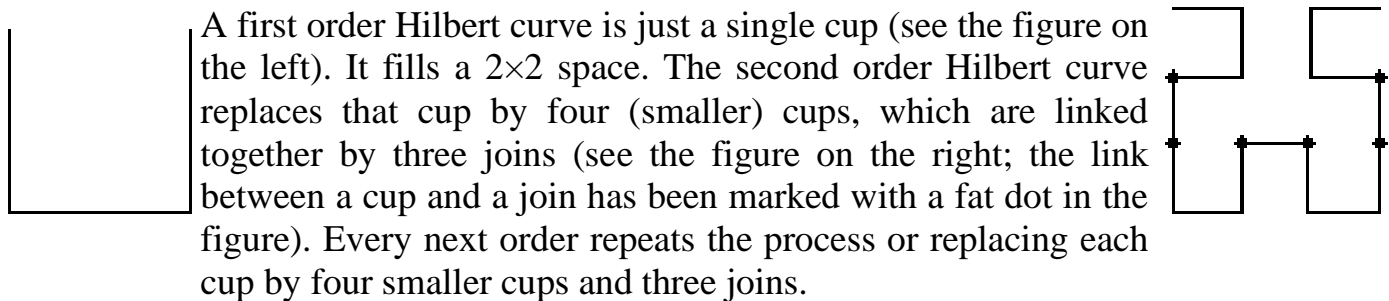 A first order Hilbert curve is just a single cup (see the figure on
the left). It fills a 2×2 space. The second order Hilbert curve
replaces that cup by four (smaller) cups, which are linked
together by three joins (see the figure on the right; the link
between a cup and a join has been marked with a fat dot in the
figure). Every next order repeats the process or replacing each
cup by four smaller cups and three joins.